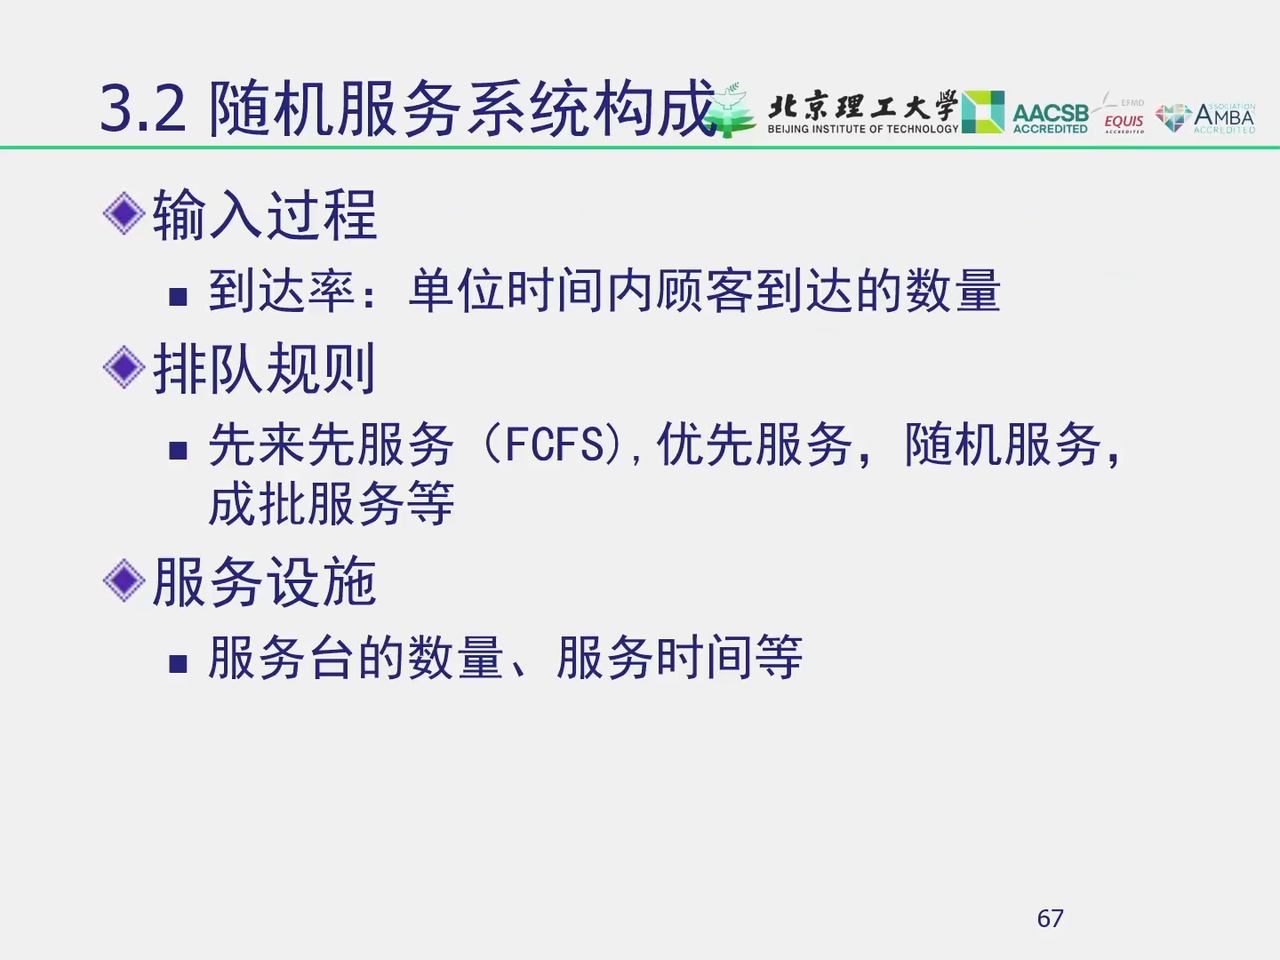 3.2 随机服务系统构成
北京理工大学
BEIJING INSTITUTE OF TECHNOLOGY
AACSB
ACCREDITED
EFMD
EQUIS
ACCREDITED
ASSOCIATION
AMBA
ACCREDITED
输入过程
到达率：单位时间内顾客到达的数量
排队规则
先来先服务（FCFS),优先服务，随机服务，
成批服务等
服务设施
服务台的数量、服务时间等
67